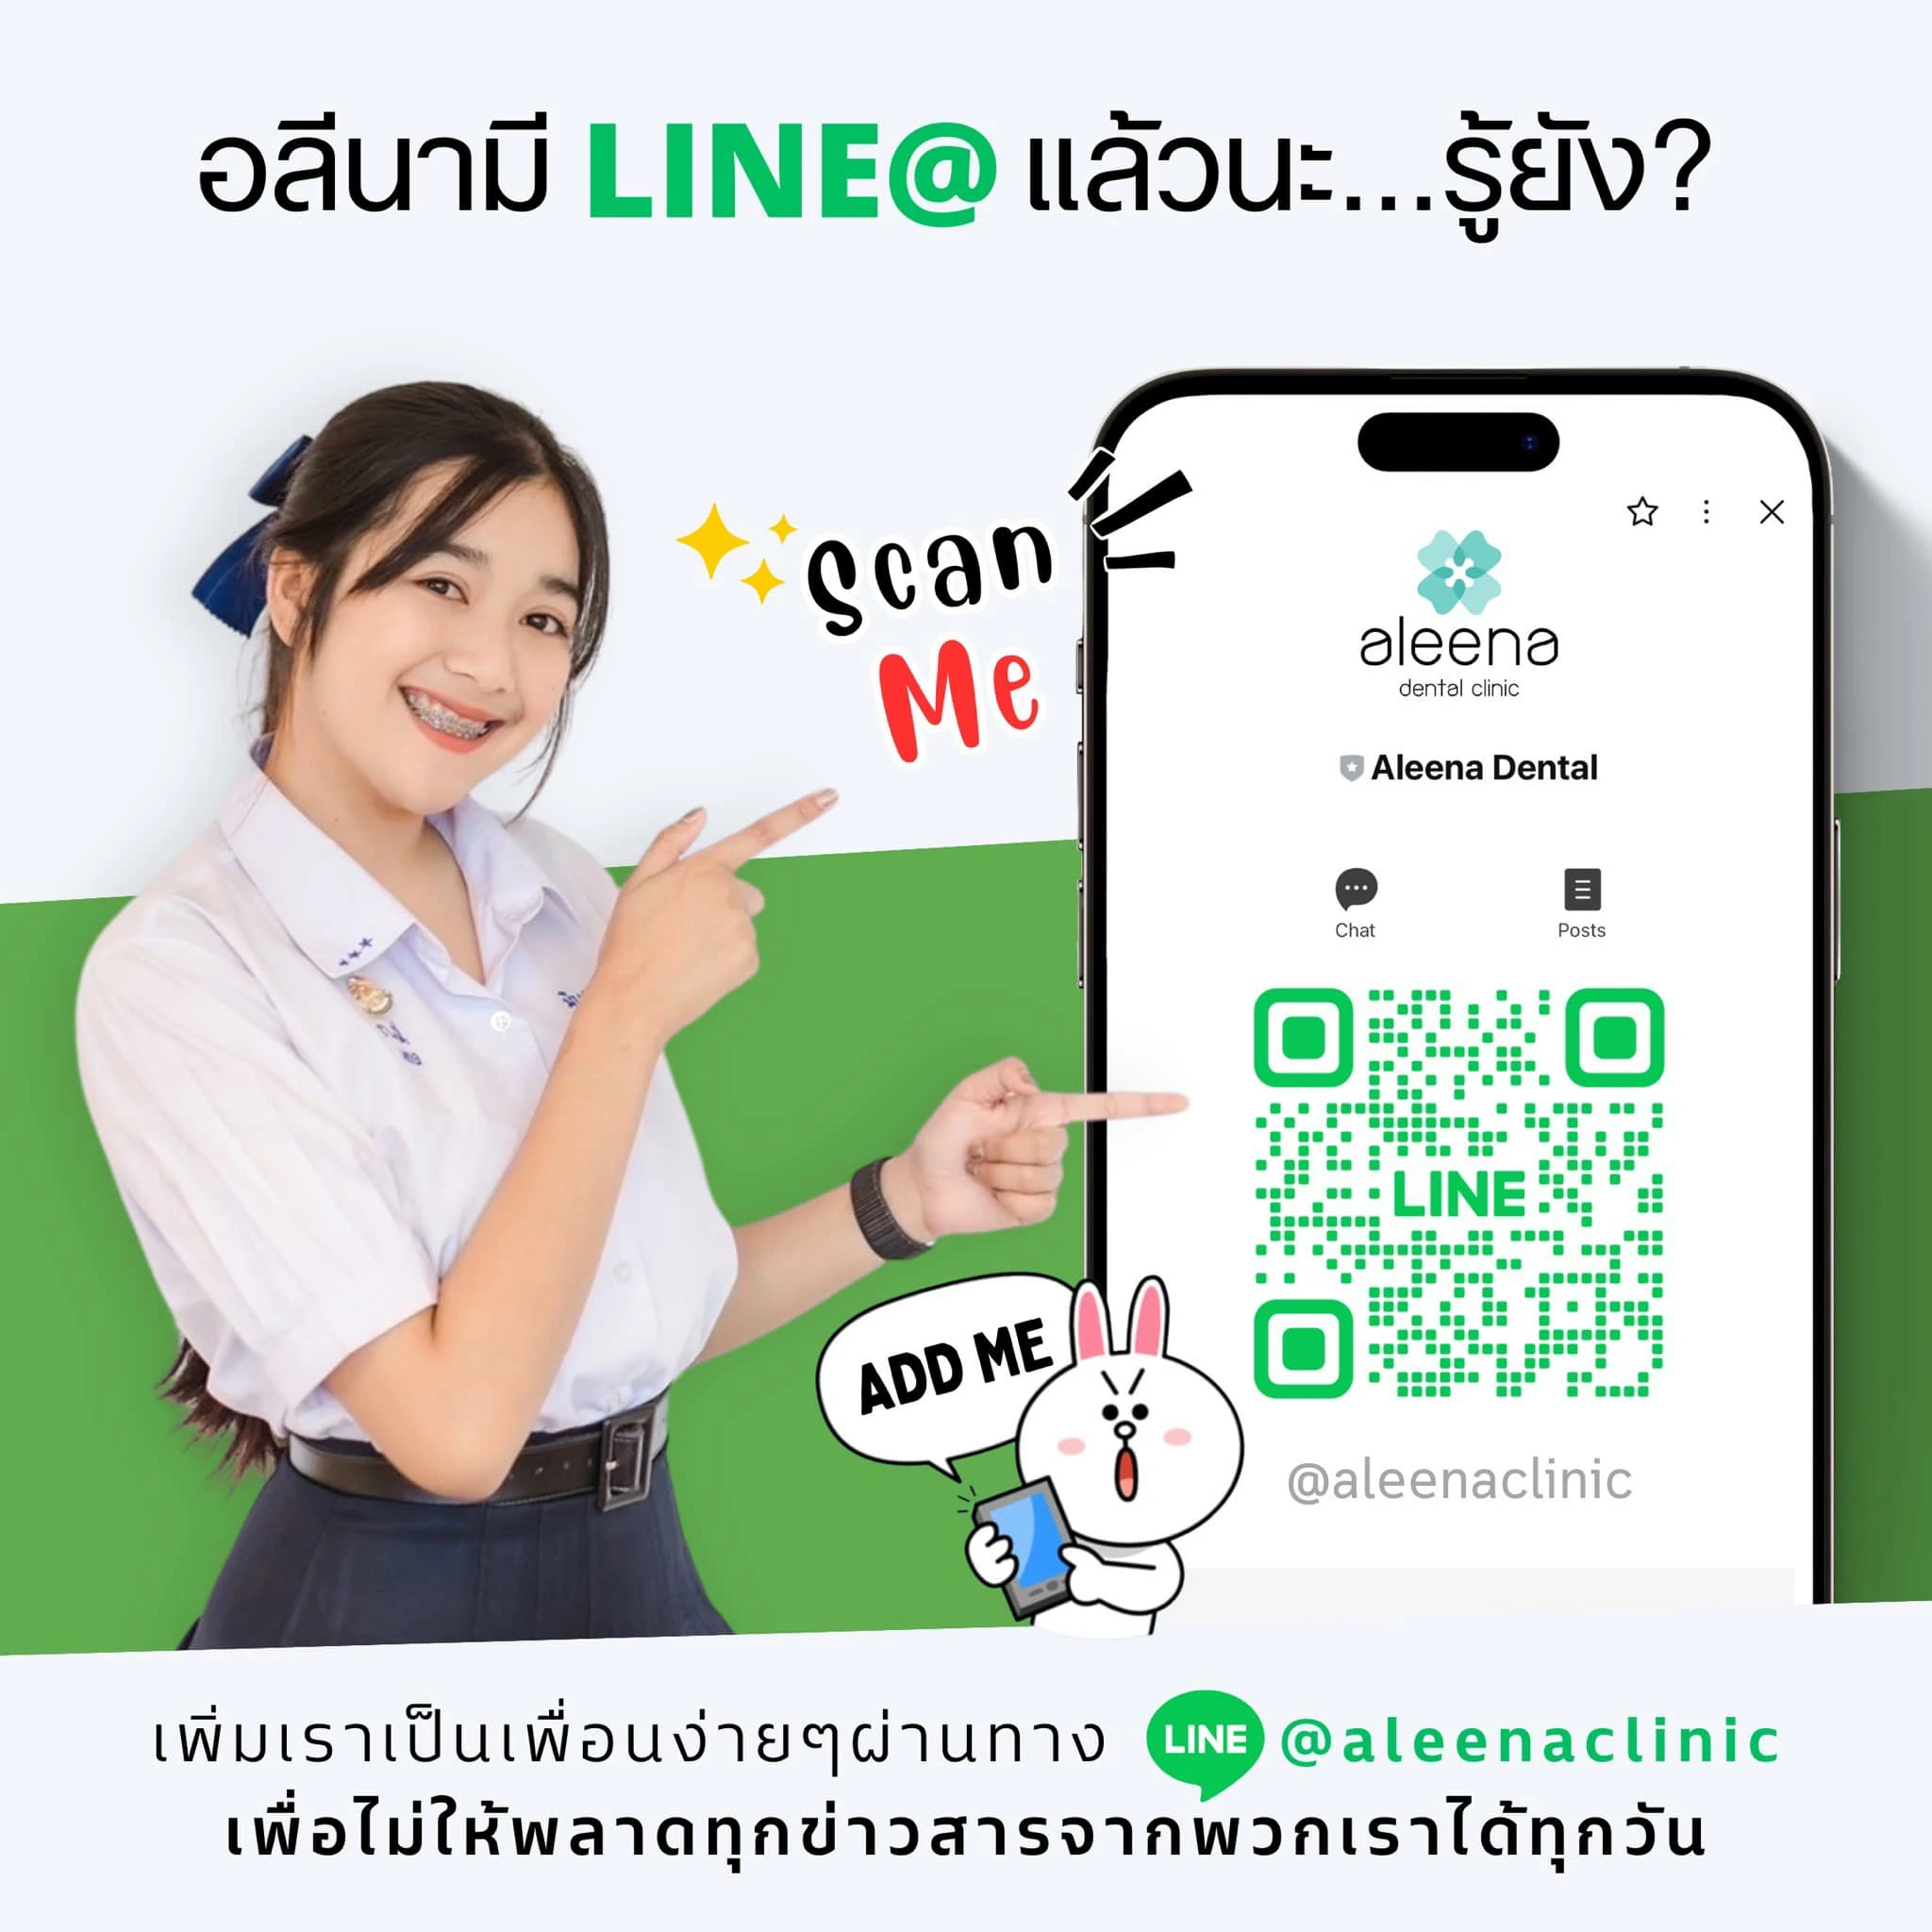 อลีนามี LINE@ แล้วนะ...รู้ยัง?
Scan
Me
aleena
dental clinic
Aleena Dental
Chat
Posts
LINE
ADD ME
@aleenaclinic
เพิ่มเราเป็นเพื่อนง่ายๆผ่านทาง LINE @aleenaclinic
เพื่อไม่ให้พลาดทุกข่าวสารจากพวกเราได้ทุกวัน